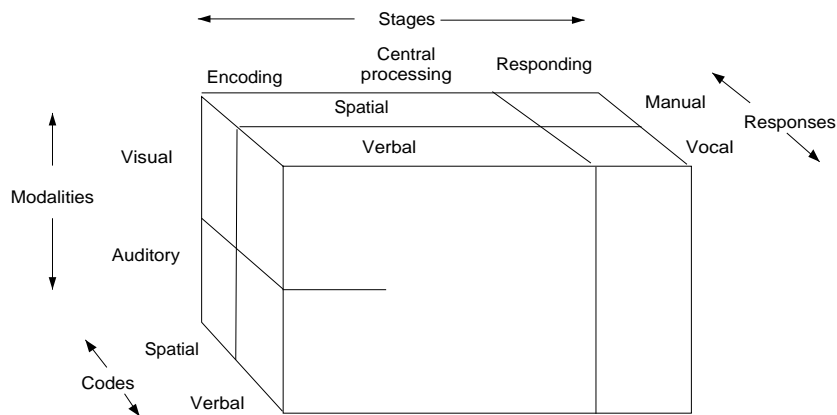 Stages
Central
processing
Encoding
Responding
Spatial
Manual
Responses
Verbal
Vocal
Visual
Modalities
Auditory
Spatial
Codes
Verbal